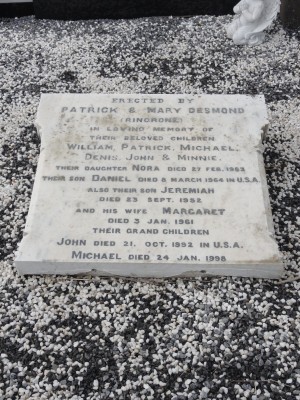 ERECTED BY
PATRICK & MARY DESMOND
(RINCRONE)
IN LOVING MEMORY OF
THEIR BELOVED CHILDREN
WILLIAM, PATRICK, MICHAEL,
DENIS, JOHN & MINNIE.
THEIR DAUGHTER NORA DIED 27 FEB. 1953
THEIR SON DANIEL DIED 8 MARCH 1964 IN U.S.A.
ALSO THEIR SON JEREMIAH
DIED 23 SEPT. 1952
AND HIS WIFE MARGARET
DIED 3 JAN. 1961
THEIR GRAND CHILDREN
JOHN DIED 21. OCT. 1992 IN U.S.A.
MICHAEL DIED 24 JAN. 1998